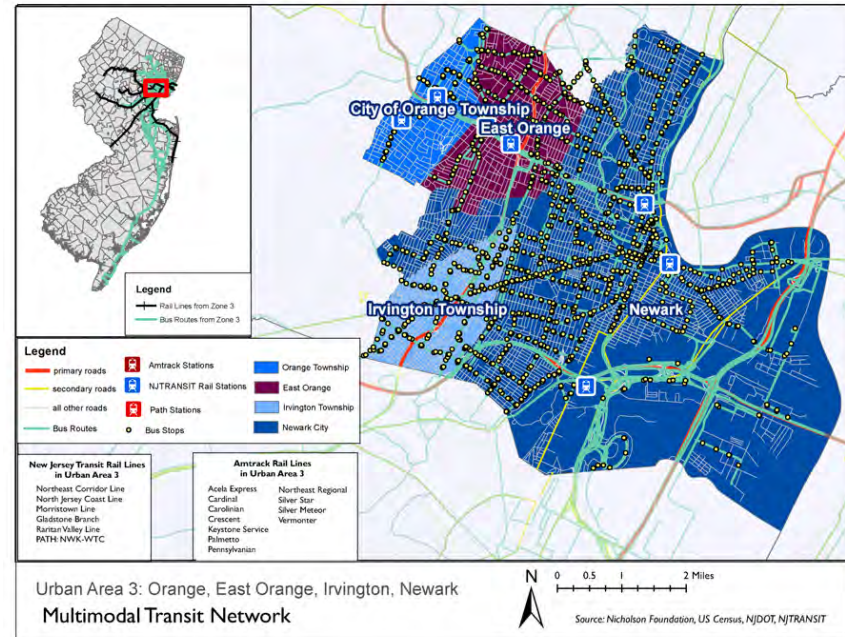 City of Orange Township
East Orange
Irvington Township
Newark
Legend
Rail Lines from Zone 3
Bus Routes from Zone 3
Legend
primary roads
secondary roads
all other roads
Bus Routes
Amtrack Stations
NJTRANSIT Rail Stations
Path Stations
Bus Stops
Orange Township
East Orange
Irvington Township
Newark City
New Jersey Transit Rail Lines
in Urban Area 3
Northeast Corridor Line
North Jersey Coast Line
Morristown Line
Gladstone Branch
Raritan Valley Line
PATH: NWK-WTC
Amtrack Rail Lines
in Urban Area 3
Acela Express
Cardinal
Carolinian
Crescent
Keystone Service
Palmetto
Pennsylvanian
Northeast Regional
Silver Star
Silver Meteor
Vermonter
Urban Area 3: Orange, East Orange, Irvington, Newark
Multimodal Transit Network
N
0 0.5 1 2 Miles
Source: Nicholson Foundation, US Census, NJDOT, NJTRANSIT